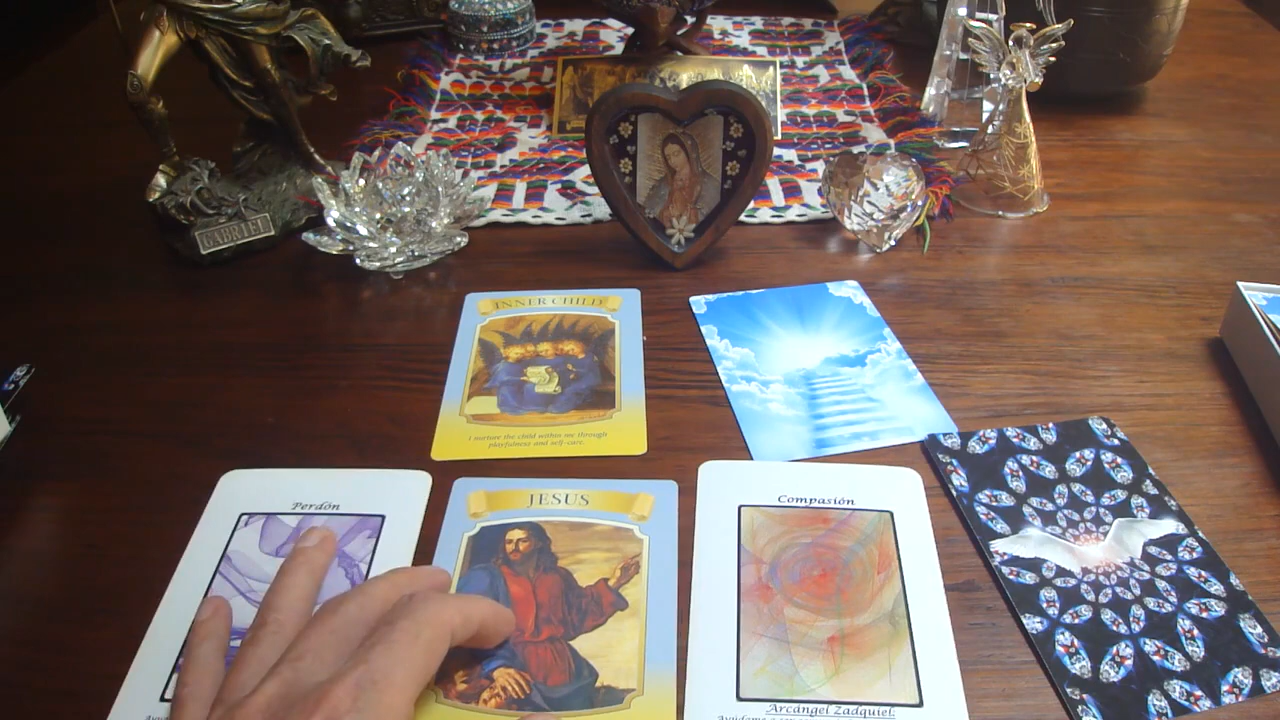 GABRIEL
INNER CHILD
I nurture the child within me through
playfulness and self-care.
Perdón
JESUS
Compasión
Arcángel Zadquiel: